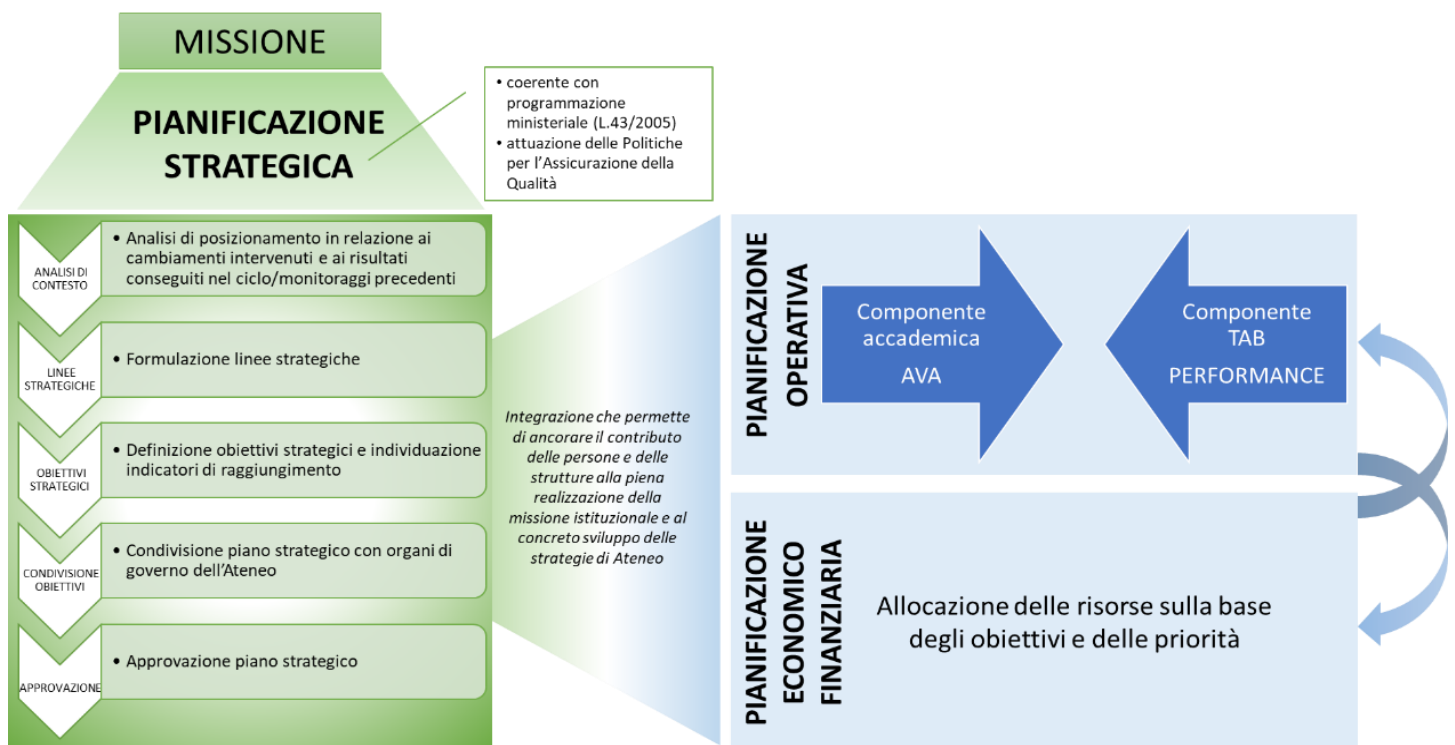 MISSIONE
PIANIFICAZIONE
STRATEGICA
• coerente con
programmazione
ministeriale (L.43/2005)
• attuazione delle Politiche
per l'Assicurazione della
Qualità
ANALISI DI
CONTESTO
• Analisi di posizionamento in relazione ai
cambiamenti intervenuti e ai risultati
conseguiti nel ciclo/monitoraggi precedenti
LINEE
STRATEGICHE
• Formulazione linee strategiche
OBIETTIVI
STRATEGICI
• Definizione obiettivi strategici e individuazione
indicatori di raggiungimento
CONDIVISIONE
OBIETTIVI
• Condivisione piano strategico con organi di
governo dell'Ateneo
APPROVAZIONE
• Approvazione piano strategico
Integrazione che permette
di ancorare il contributo
delle persone e delle
strutture alla piena
realizzazione della
missione istituzionale e al
concreto sviluppo delle
strategie di Ateneo
PIANIFICAZIONE
OPERATIVA
Componente
accademica
AVA
Componente
TAB
PERFORMANCE
PIANIFICAZIONE
ECONOMICO
FINANZIARIA
Allocazione delle risorse sulla base
degli obiettivi e delle priorità